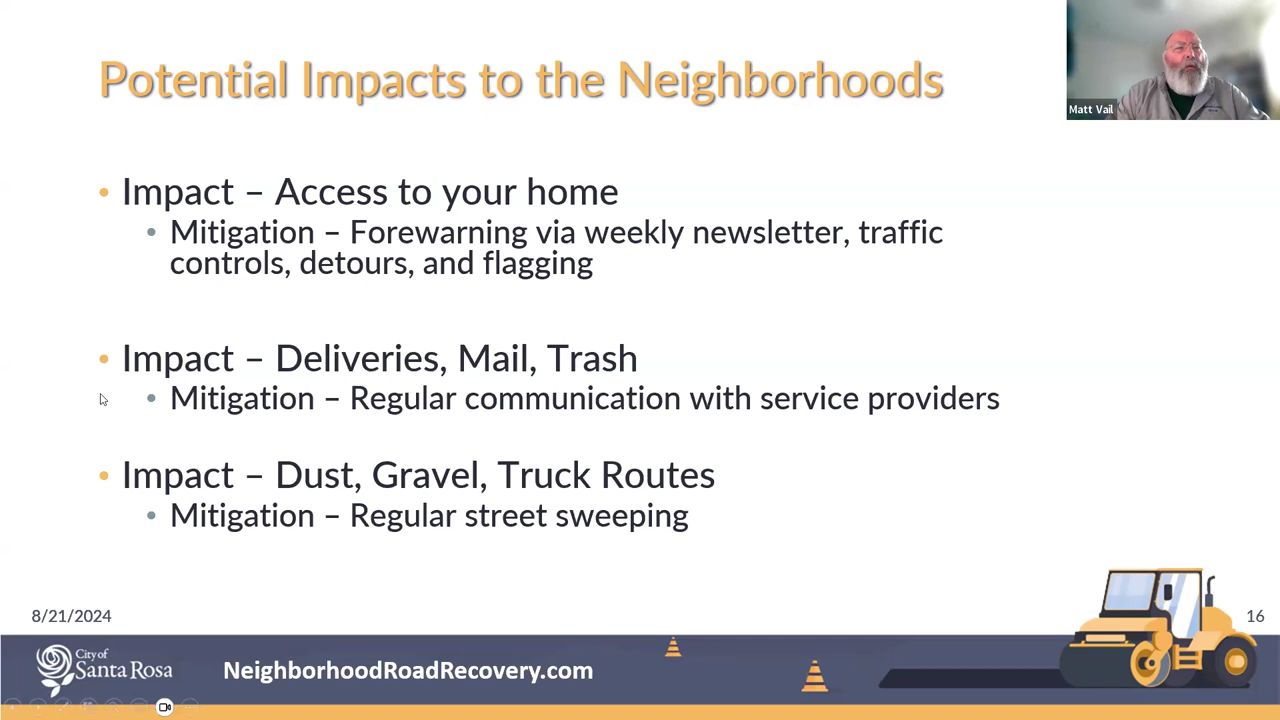 Potential Impacts to the Neighborhoods
Matt Vail
• Impact – Access to your home
• Mitigation – Forewarning via weekly newsletter, traffic
controls, detours, and flagging
• Impact – Deliveries, Mail, Trash
• Mitigation – Regular communication with service providers
• Impact – Dust, Gravel, Truck Routes
• Mitigation – Regular street sweeping
8/21/2024
16
City of
Santa Rosa
NeighborhoodRoadRecovery.com